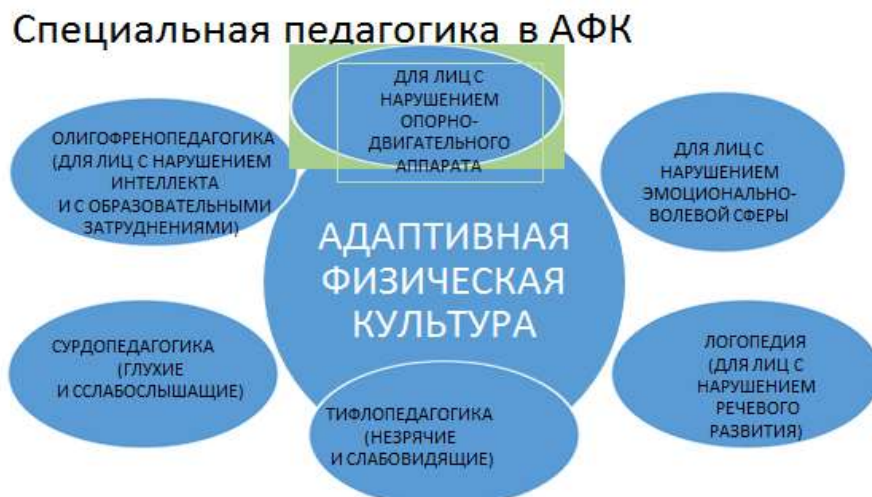 Специальная педагогика в АФК
ДЛЯ ЛИЦ С
НАРУШЕНИЕМ
ОПОРНО-
ДВИГАТЕЛЬНОГО
АППАРАТА
ОЛИГОФРЕНОПЕДАГОГИКА
(ДЛЯ ЛИЦ С НАРУШЕНИЕМ
ИНТЕЛЛЕКТА
И С ОБРАЗОВАТЕЛЬНЫМИ
ЗАТРУДНЕНИЯМИ)
ДЛЯ ЛИЦ С
НАРУШЕНИЕМ
ЭМОЦИОНАЛЬНО-
ВОЛЕВОЙ СФЕРЫ
АДАПТИВНАЯ
ФИЗИЧЕСКАЯ
КУЛЬТУРА
СУРДОПЕДАГОГИКА
(ГЛУХИЕ
И ССЛАБОСЛЫШАЩИЕ)
ЛОГОПЕДИЯ
(ДЛЯ ЛИЦ С
НАРУШЕНИЕМ
РЕЧЕВОГО
РАЗВИТИЯ)
ТИФЛОПЕДАГОГИКА
(НЕЗРЯЧИЕ
И СЛАБОВИДЯЩИЕ)